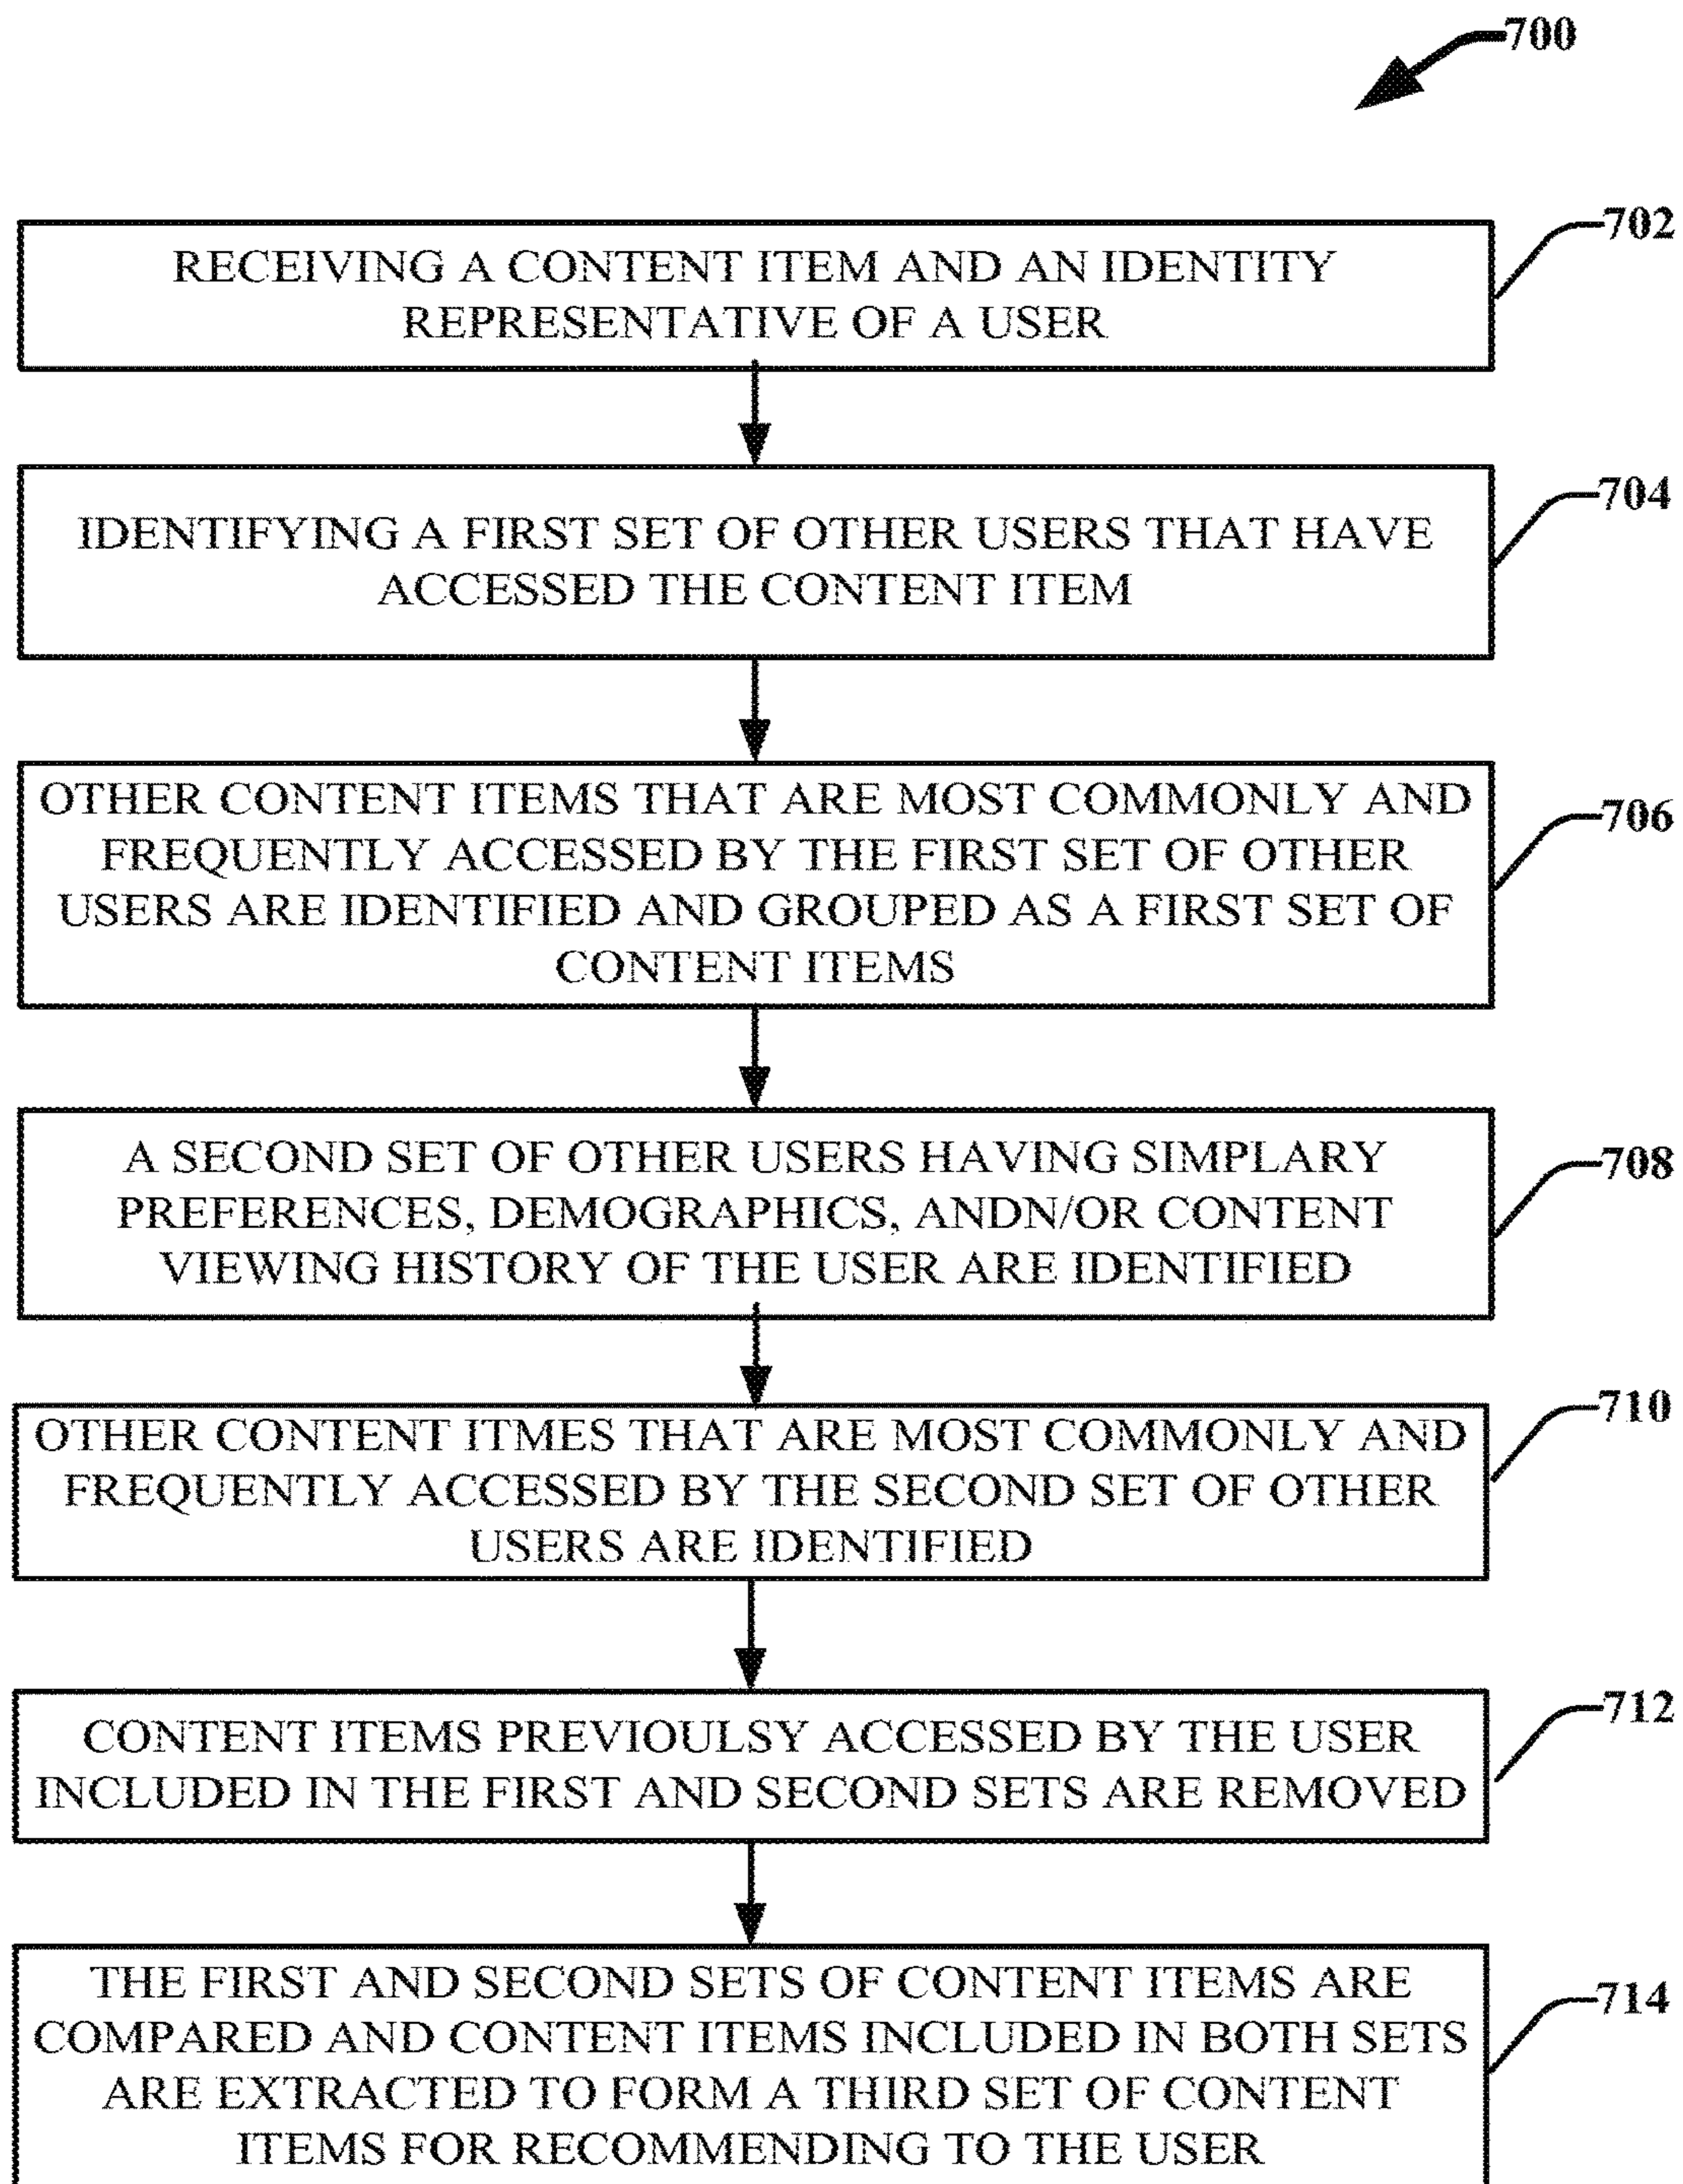 700
702
RECEIVING A CONTENT ITEM AND AN IDENTITY
REPRESENTATIVE OF A USER
704
IDENTIFYING A FIRST SET OF OTHER USERS THAT HAVE
ACCESSED THE CONTENT ITEM
706
OTHER CONTENT ITEMS THAT ARE MOST COMMONLY AND
FREQUENTLY ACCESSED BY THE FIRST SET OF OTHER
USERS ARE IDENTIFIED AND GROUPED AS A FIRST SET OF
CONTENT ITEMS
708
A SECOND SET OF OTHER USERS HAVING SIMPLARY
PREFERENCES, DEMOGRAPHICS, ANDN/OR CONTENT
VIEWING HISTORY OF THE USER ARE IDENTIFIED
710
OTHER CONTENT ITMES THAT ARE MOST COMMONLY AND
FREQUENTLY ACCESSED BY THE SECOND SET OF OTHER
USERS ARE IDENTIFIED
712
CONTENT ITEMS PREVIOULSY ACCESSED BY THE USER
INCLUDED IN THE FIRST AND SECOND SETS ARE REMOVED
714
THE FIRST AND SECOND SETS OF CONTENT ITEMS ARE
COMPARED AND CONTENT ITEMS INCLUDED IN BOTH SETS
ARE EXTRACTED TO FORM A THIRD SET OF CONTENT
ITEMS FOR RECOMMENDING TO THE USER